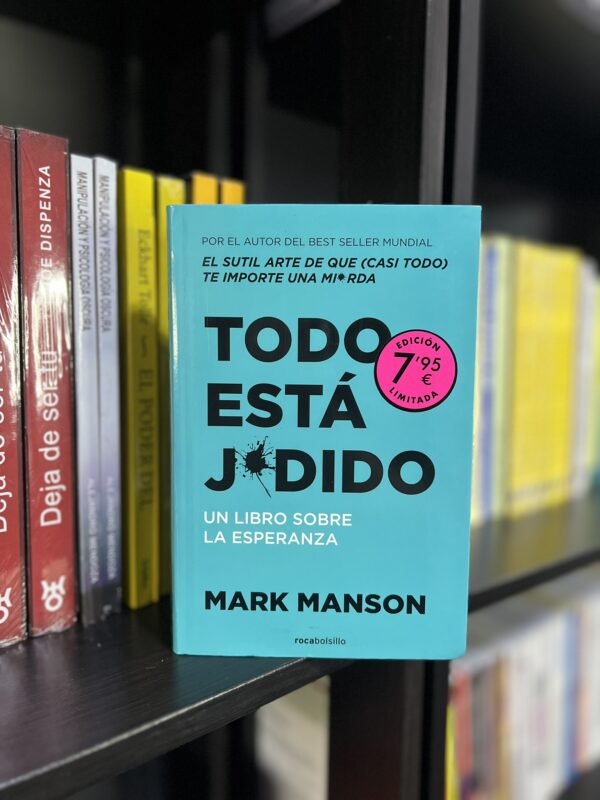 POR EL AUTOR DEL BEST SELLER MUNDIAL
EL SUTIL ARTE DE QUE (CASI TODO)
TE IMPORTE UNA MI*RDA
TODO
ESTÁ
J*DIDO
EDICIÓN
7'95
€
LIMITADA
UN LIBRO SOBRE
LA ESPERANZA
MARK MANSON
rocabolsillo
Deja de ser tú
DISPENZA
MANIPULACIÓN Y PSICOLOGÍA OSCURA
MANIPULACIÓN Y PSICOLOGÍA OSCURA
Eckhart Tolle
EL PODER DEL